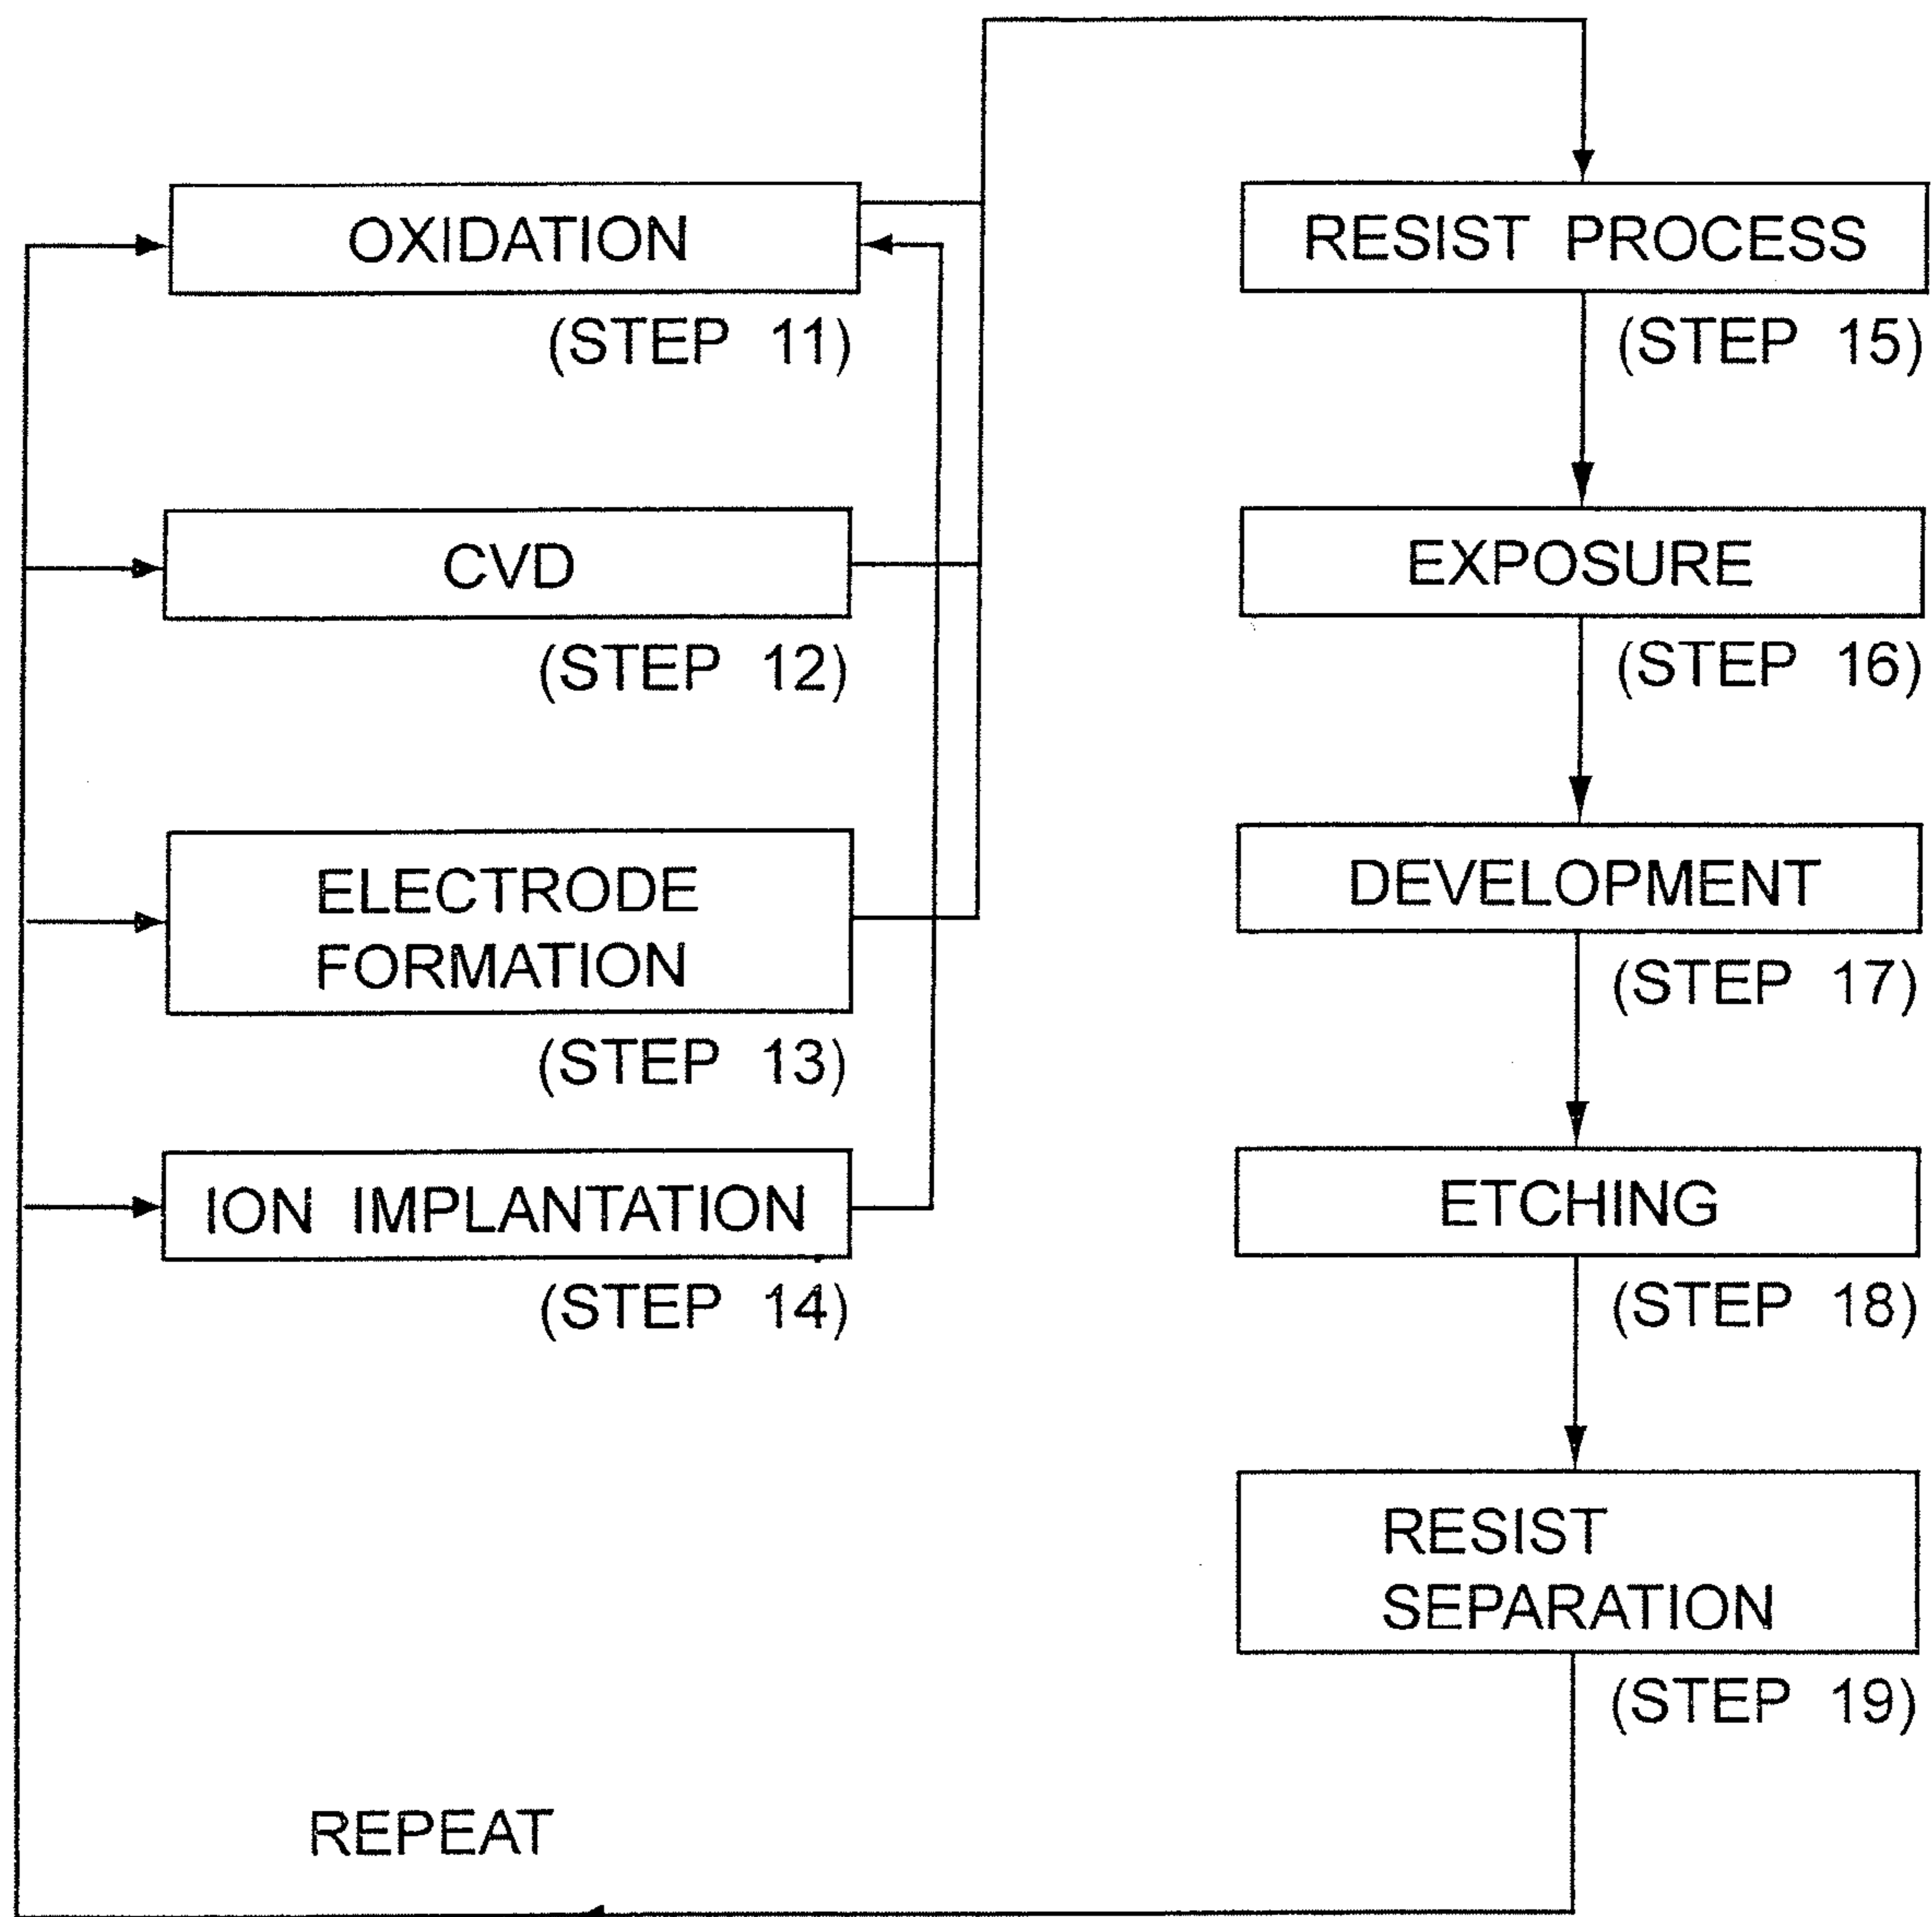 OXIDATION
(STEP 11)
CVD
(STEP 12)
ELECTRODE
FORMATION
(STEP 13)
ION IMPLANTATION
(STEP 14)
RESIST PROCESS
(STEP 15)
EXPOSURE
(STEP 16)
DEVELOPMENT
(STEP 17)
ETCHING
(STEP 18)
RESIST
SEPARATION
(STEP 19)
REPEAT